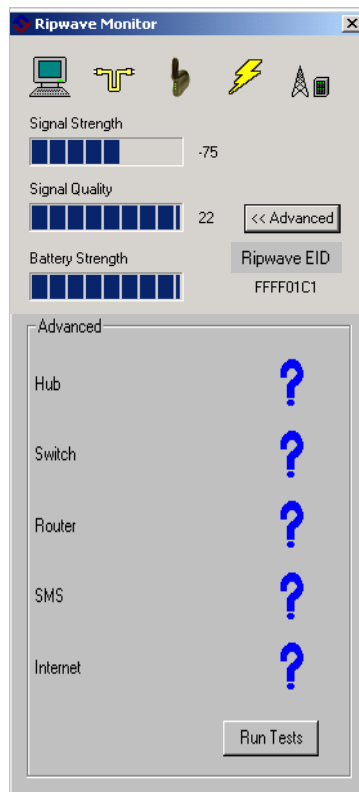 Ripwave Monitor
Signal Strength
-75
Signal Quality
22
<< Advanced
Battery Strength
Ripwave EID
FFFF01C1
Advanced
Hub
?
Switch
?
Router
?
SMS
?
Internet
?
Run Tests